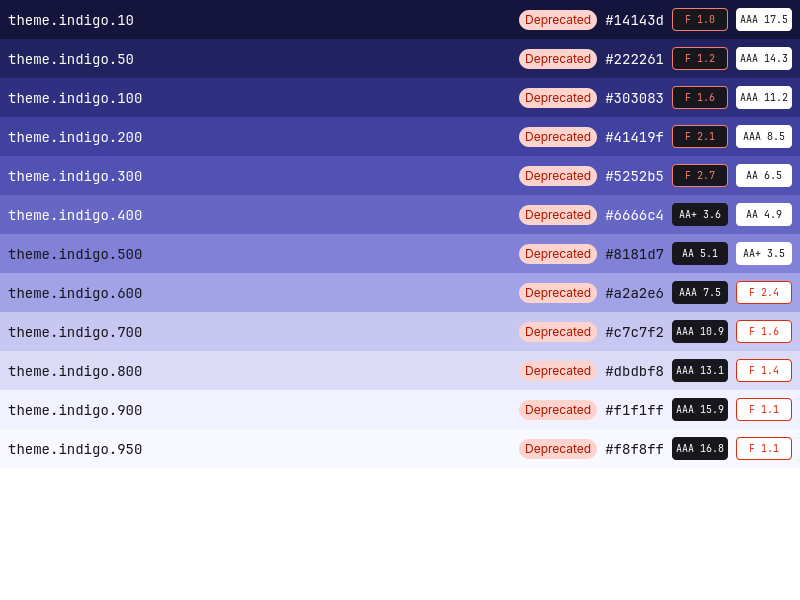 theme.indigo.10 Deprecated #14143d F 1.0 AAA 17.5
theme.indigo.50 Deprecated #222261 F 1.2 AAA 14.3
theme.indigo.100 Deprecated #303083 F 1.6 AAA 11.2
theme.indigo.200 Deprecated #41419f F 2.1 AAA 8.5
theme.indigo.300 Deprecated #5252b5 F 2.7 AA 6.5
theme.indigo.400 Deprecated #6666c4 AA+ 3.6 AA 4.9
theme.indigo.500 Deprecated #8181d7 AA 5.1 AA+ 3.5
theme.indigo.600 Deprecated #a2a2e6 AAA 7.5 F 2.4
theme.indigo.700 Deprecated #c7c7f2 AAA 10.9 F 1.6
theme.indigo.800 Deprecated #dbdbf8 AAA 13.1 F 1.4
theme.indigo.900 Deprecated #f1f1ff AAA 15.9 F 1.1
theme.indigo.950 Deprecated #f8f8ff AAA 16.8 F 1.1